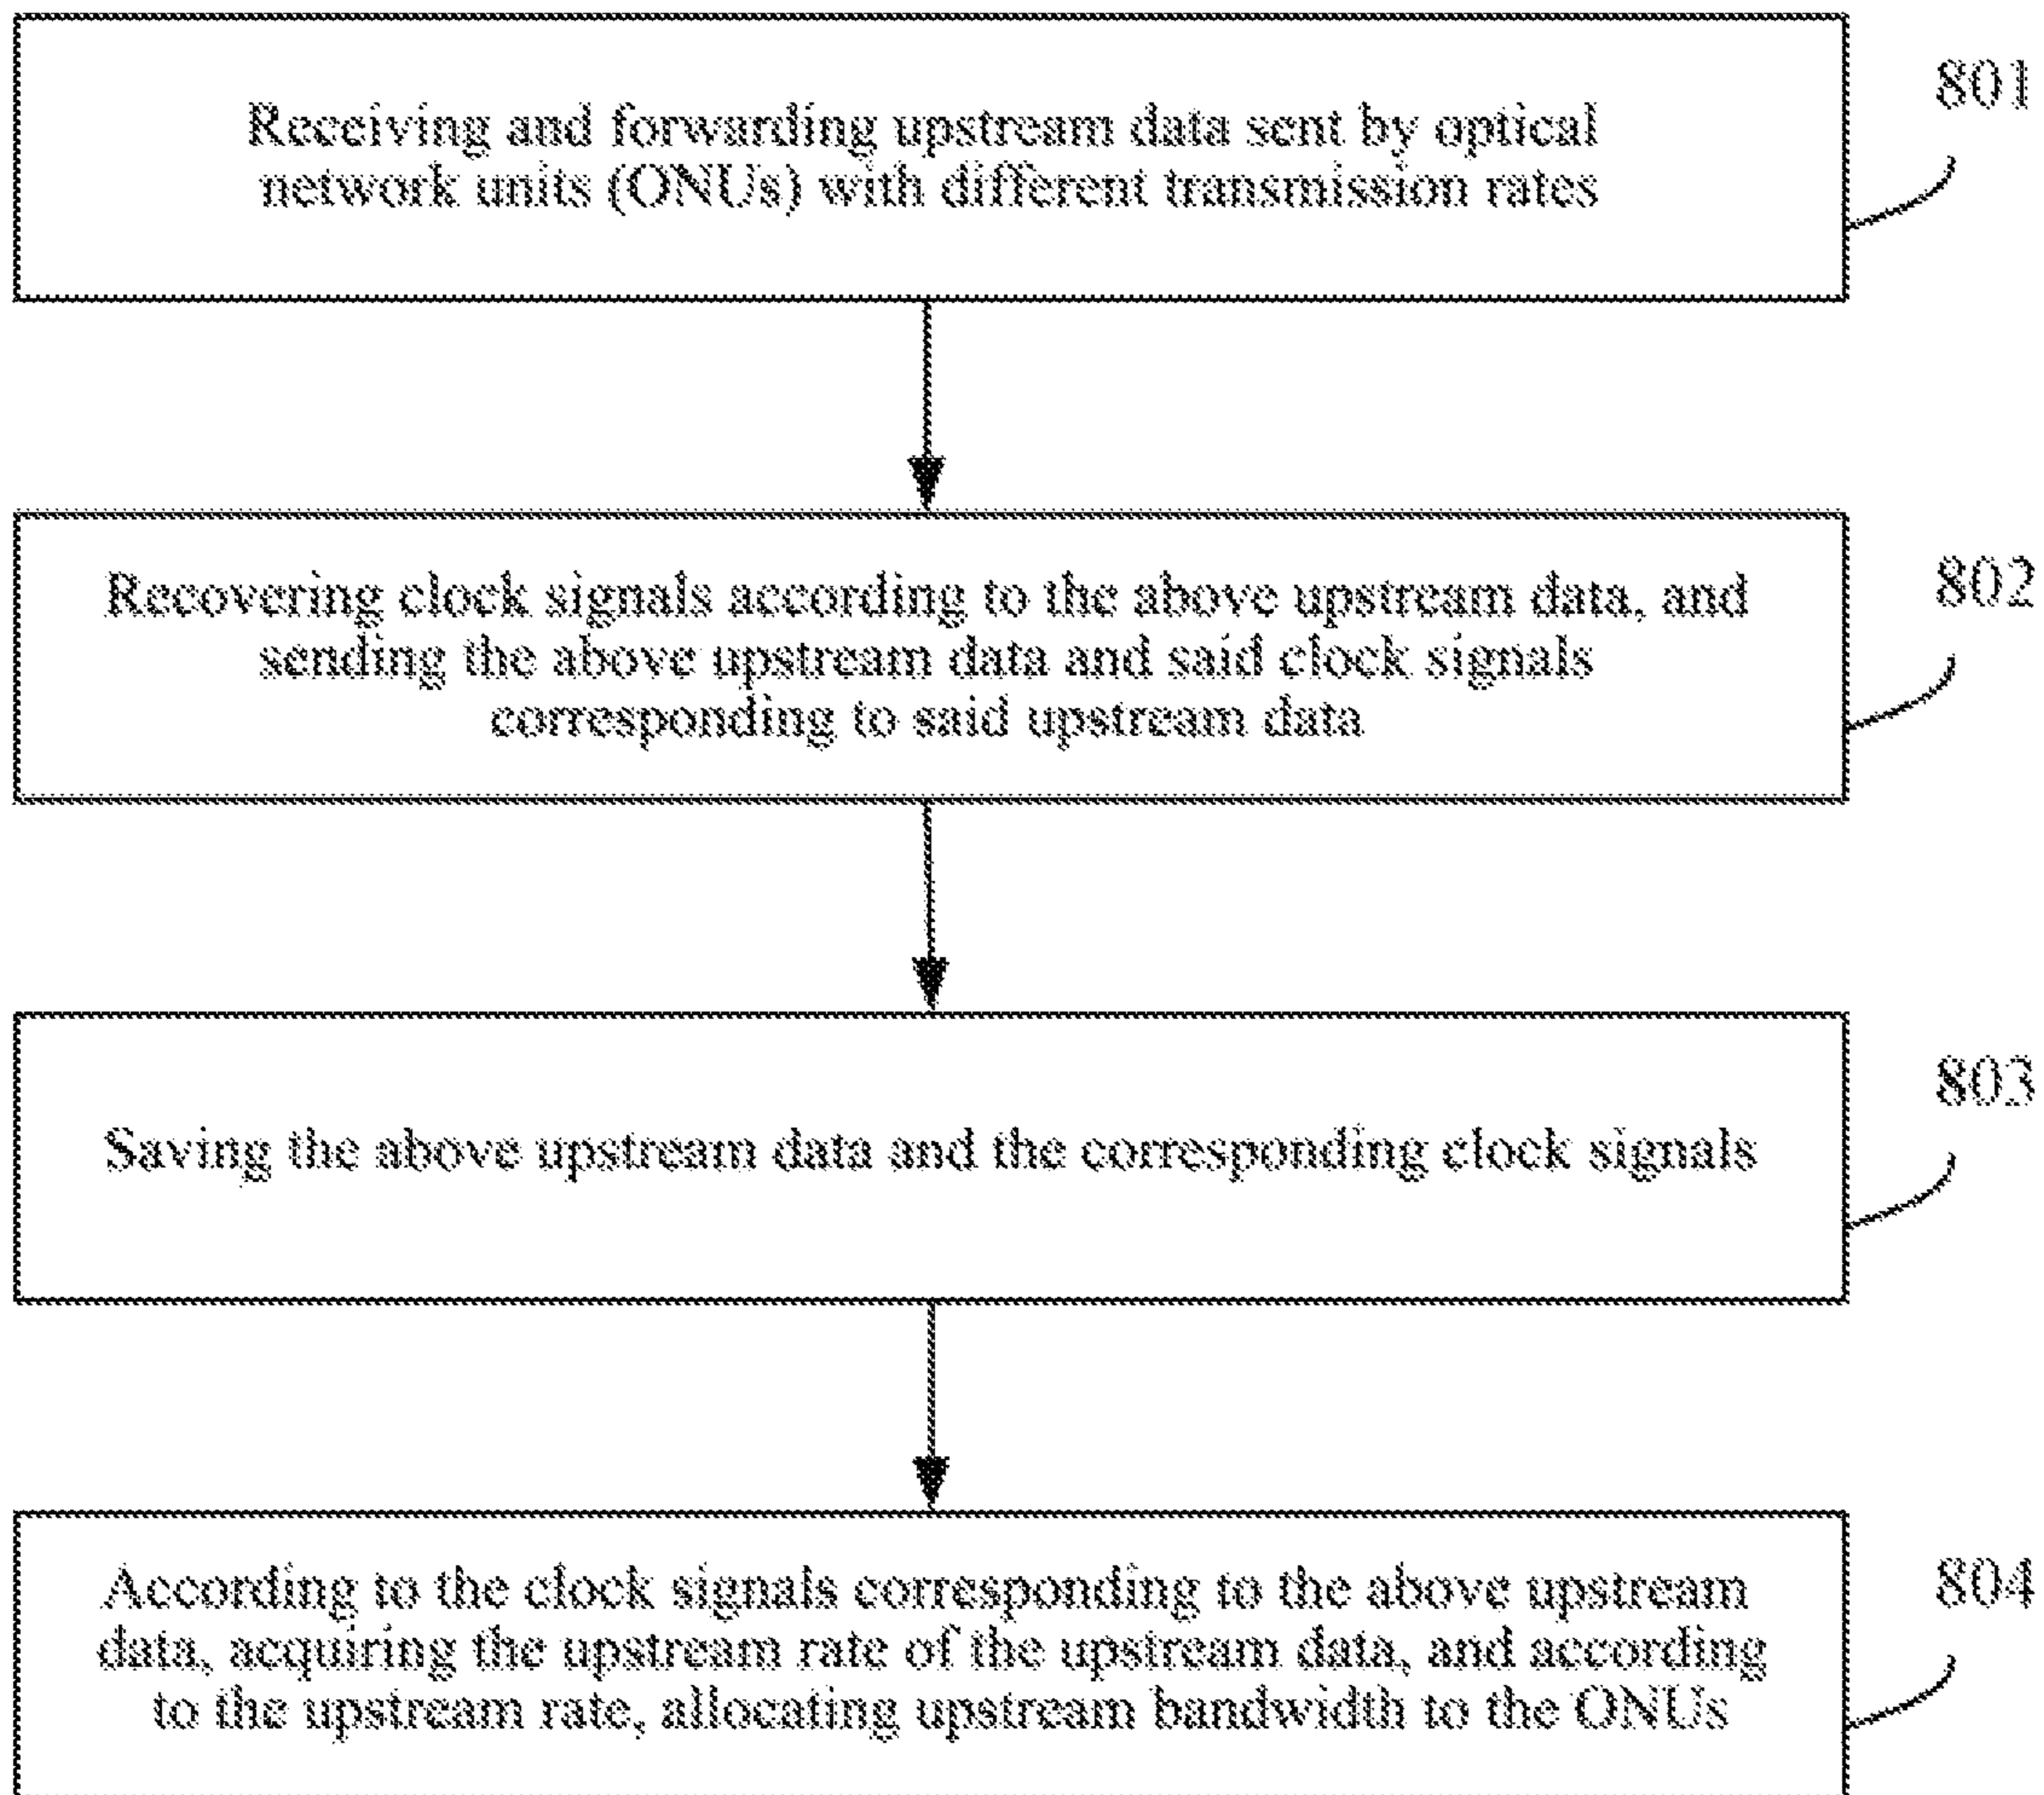 801
Receiving and forwarding upstream data sent by optical
network units (ONUs) with different transmission rates
802
Recovering clock signals according to the above upstream data, and
sending the above upstream data and said clock signals
corresponding to said upstream data
803
Saving the above upstream data and the corresponding clock signals
804
According to the clock signals corresponding to the above upstream
data, acquiring the upstream rate of the upstream data, and according
to the upstream rate, allocating upstream bandwidth to the ONUs